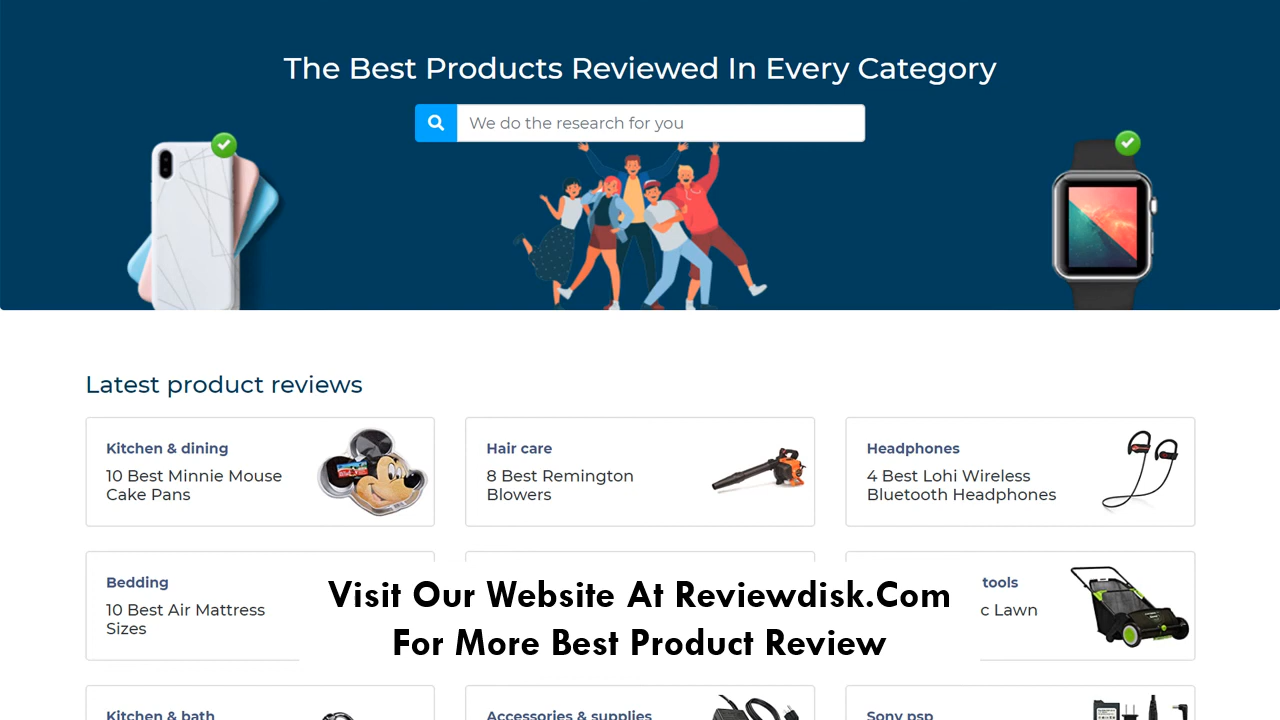 The Best Products Reviewed In Every Category
We do the research for you
Latest product reviews
Kitchen & dining
10 Best Minnie Mouse
Cake Pans
Hair care
8 Best Remington
Blowers
Headphones
4 Best Lohi Wireless
Bluetooth Headphones
Bedding
10 Best Air Mattress
Sizes
tools
c Lawn
Visit Our Website At Reviewdisk.Com
For More Best Product Review
Kitchen & bath
Accessories & supplies
Sony psp